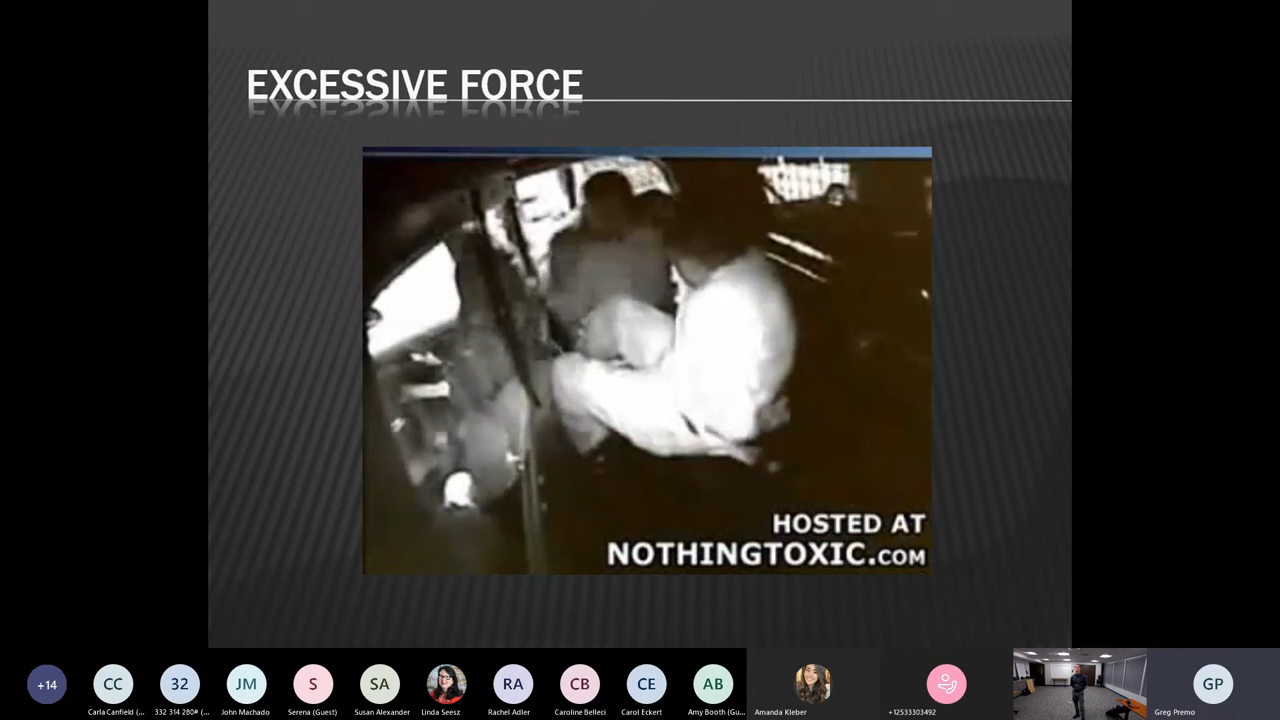 EXCESSIVE FORCE
HOSTED AT
NOTHINGTOXIC.COM
+14
CC
32
JM
S
SA
RA
CB
CE
AB
GP
Carla Canfield (...
332 314 280# (...
John Machado
Serena (Guest)
Susan Alexander
Linda Seesz
Rachel Adler
Caroline Belleci
Carol Eckert
Amy Booth (Gu...
Amanda Kleber
+12533303492
Greg Premo